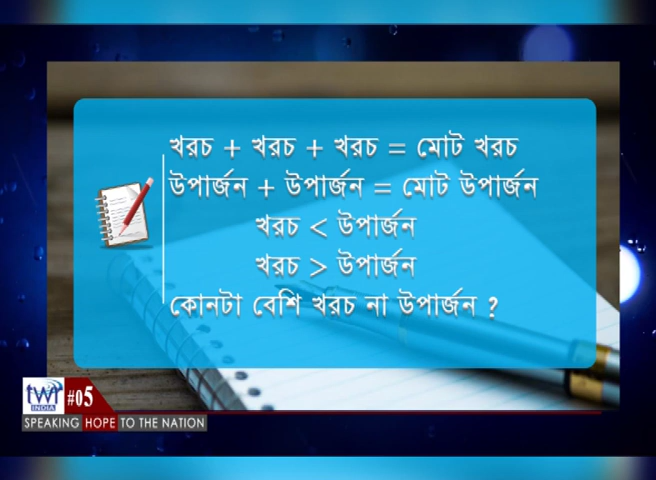 খরচ + খরচ + খরচ = মোট খরচ
উপার্জন + উপার্জন = মোট উপার্জন
খরচ < উপার্জন
খরচ > উপার্জন
কোনটা বেশি খরচ না উপার্জন ?
twr #05
INDIA
SPEAKING HOPE TO THE NATION